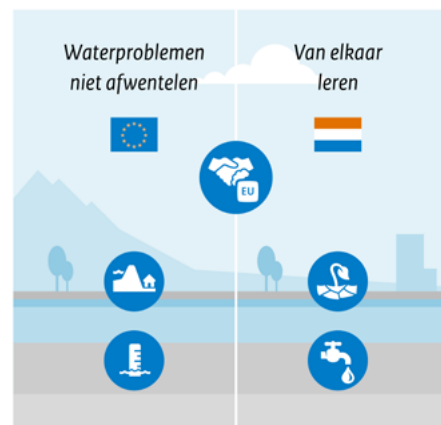 Waterproblemen
niet afwentelen
Van elkaar
leren
EU